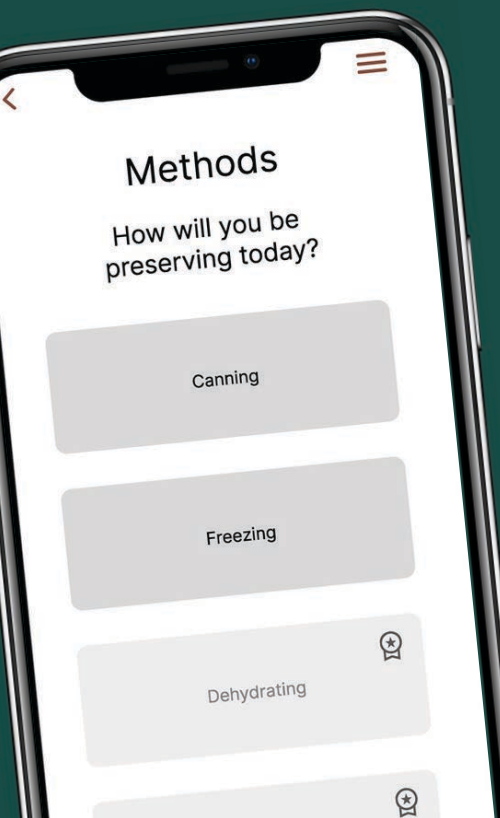 Methods
How will you be
preserving today?
Canning
Freezing
Dehydrating